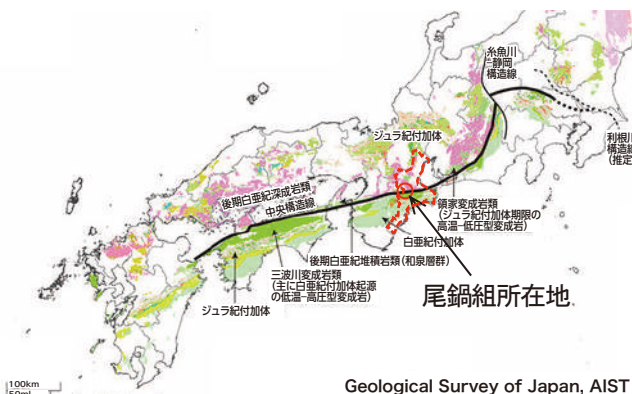 糸魚川
-静岡
構造線
ジュラ紀付加体
利根川
構造線
(推定
後期白亜紀深成岩類
中央構造線
領家変成岩類
(ジュラ紀付加体期限の
高温–低圧型変成岩)
白亜紀付加体
後期白亜紀堆積岩類(和泉層群)
三波川変成岩類
(主に白亜紀付加体起源
の低温–高圧型変成岩)
ジュラ紀付加体
尾鍋組所在地
100km
50ml
Geological Survey of Japan, AIST